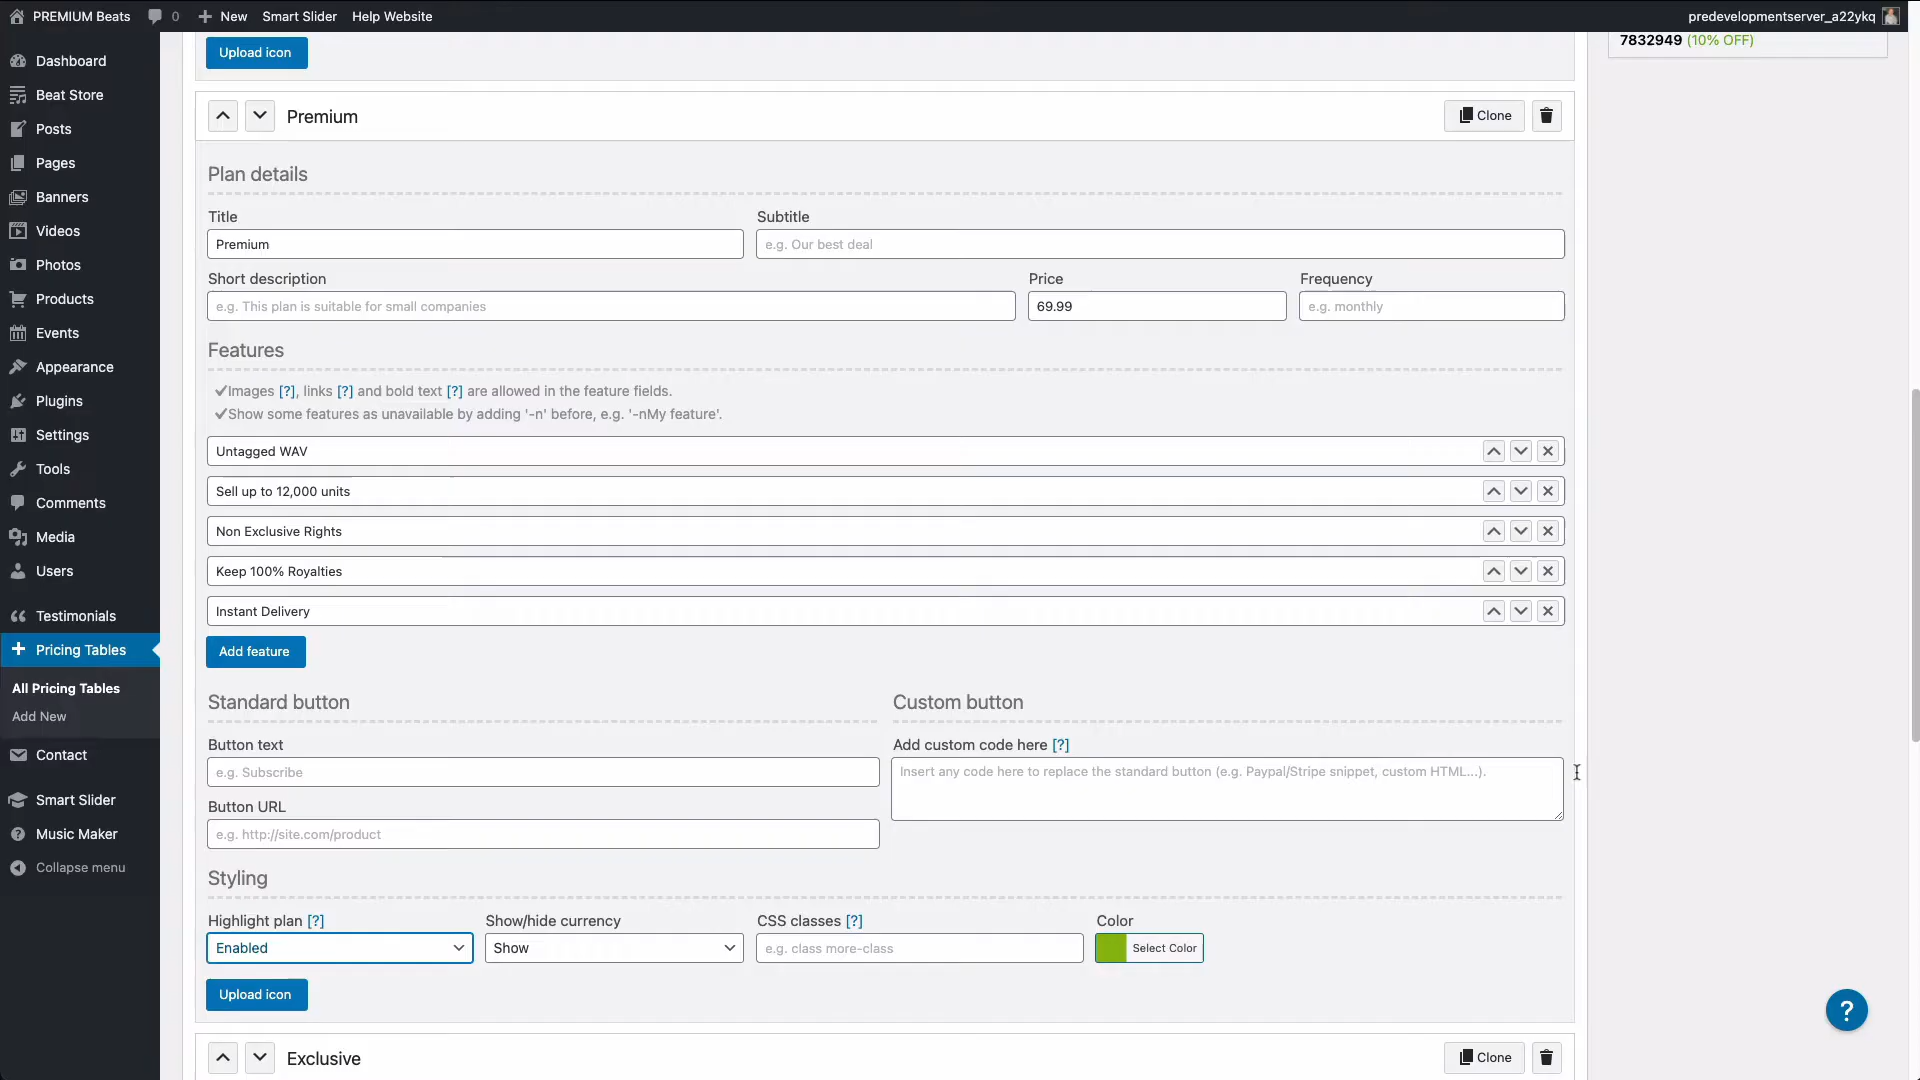 PREMIUM Beats 0 New Smart Slider Help Website predevelopmentserver_a22ykq
7832949 (10% OFF)
Dashboard
Beat Store
Posts
Pages
Banners
Videos
Photos
Products
Events
Appearance
Plugins
Settings
Tools
Comments
Media
Users
Testimonials
Pricing Tables
All Pricing Tables
Add New
Contact
Smart Slider
Music Maker
Collapse menu
Upload icon
Premium Clone
Plan details
Title Subtitle
Premium e.g. Our best deal
Short description Price Frequency
e.g. This plan is suitable for small companies 69.99 e.g. monthly
Features
✔Images [?], links [?] and bold text [?] are allowed in the feature fields.
✔Show some features as unavailable by adding '-n' before, e.g. '-nMy feature'.
Untagged WAV
Sell up to 12,000 units
Non Exclusive Rights
Keep 100% Royalties
Instant Delivery
Add feature
Standard button Custom button
Button text Add custom code here [?]
e.g. Subscribe Insert any code here to replace the standard button (e.g. Paypal/Stripe snippet, custom HTML...).
Button URL
e.g. http://site.com/product
Styling
Highlight plan [?] Show/hide currency CSS classes [?] Color
Enabled Show e.g. class more-class Select Color
Upload icon
?
Exclusive Clone